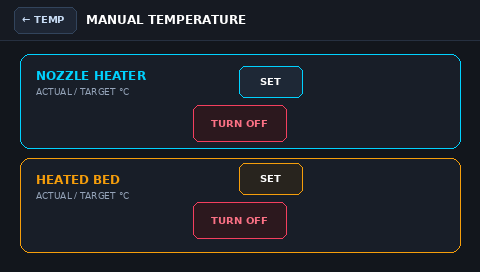 ← TEMP
MANUAL TEMPERATURE
NOZZLE HEATER
ACTUAL / TARGET °C
SET
TURN OFF
HEATED BED
ACTUAL / TARGET °C
SET
TURN OFF